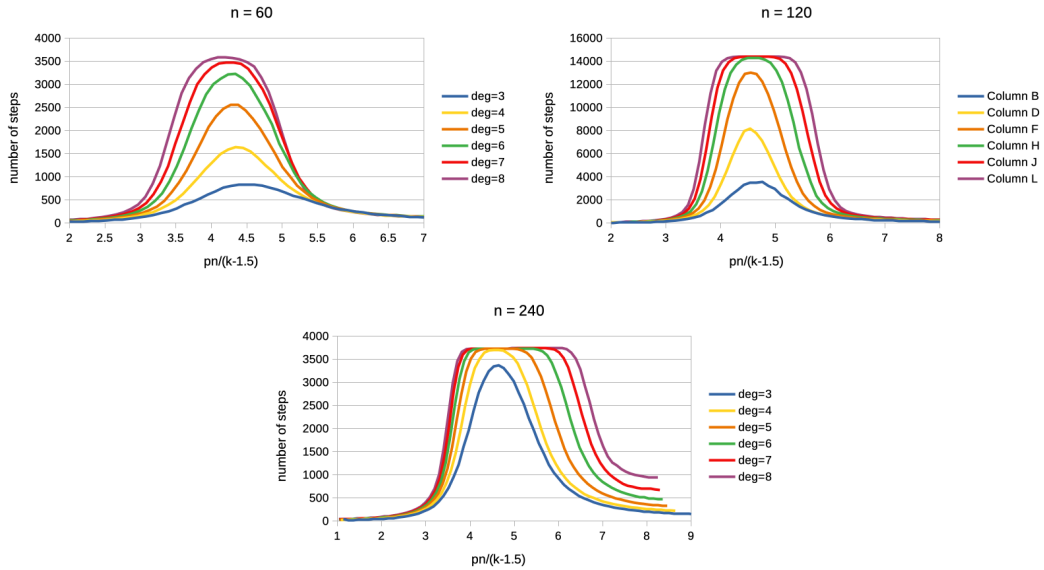 n = 60
4000
3500
3000
2500
2000
1500
1000
500
0
number of steps
2 2.5 3 3.5 4 4.5 5 5.5 6 6.5 7
pn/(k-1.5)
deg=3
deg=4
deg=5
deg=6
deg=7
deg=8
n = 120
16000
14000
12000
10000
8000
6000
4000
2000
0
number of steps
2 3 4 5 6 7 8
pn/(k-1.5)
Column B
Column D
Column F
Column H
Column J
Column L
n = 240
4000
3500
3000
2500
2000
1500
1000
500
0
number of steps
1 2 3 4 5 6 7 8 9
pn/(k-1.5)
deg=3
deg=4
deg=5
deg=6
deg=7
deg=8